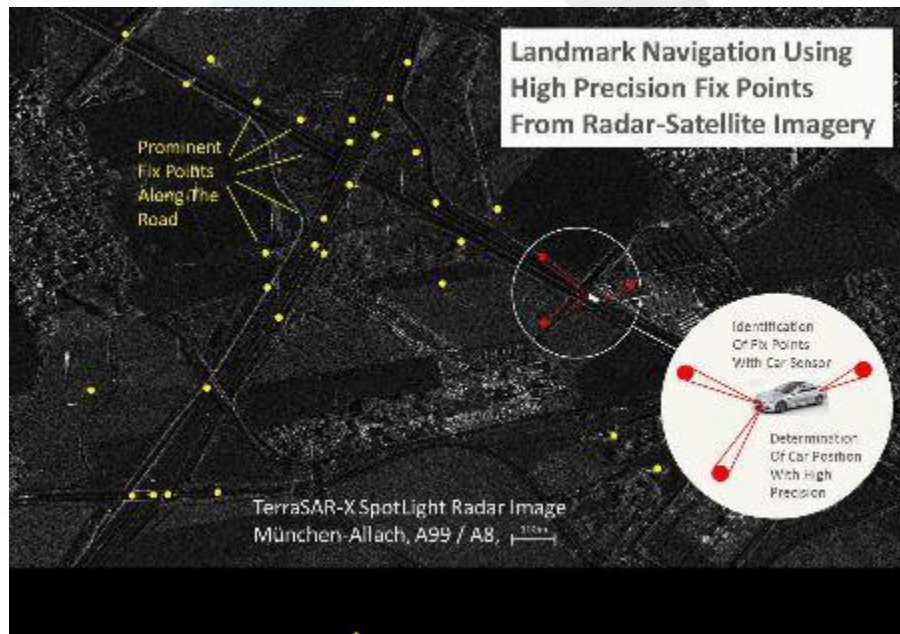 Landmark Navigation Using
High Precision Fix Points
From Radar-Satellite Imagery
Prominent
Fix Points
Along The
Road
Identification
Of Fix Points
With Car Sensor
Determination
Of Car Position
With High
Precision
TerraSAR-X SpotLight Radar Image
München-Allach, A99 / A8,